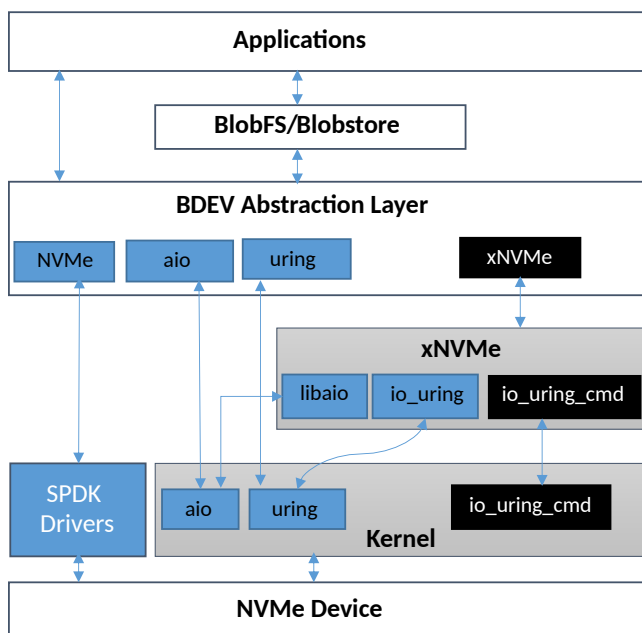 Applications
BlobFS/Blobstore
BDEV Abstraction Layer
NVMe
aio
uring
xNVMe
xNVMe
libaio
io_uring
io_uring_cmd
SPDK
Drivers
aio
uring
io_uring_cmd
Kernel
NVMe Device